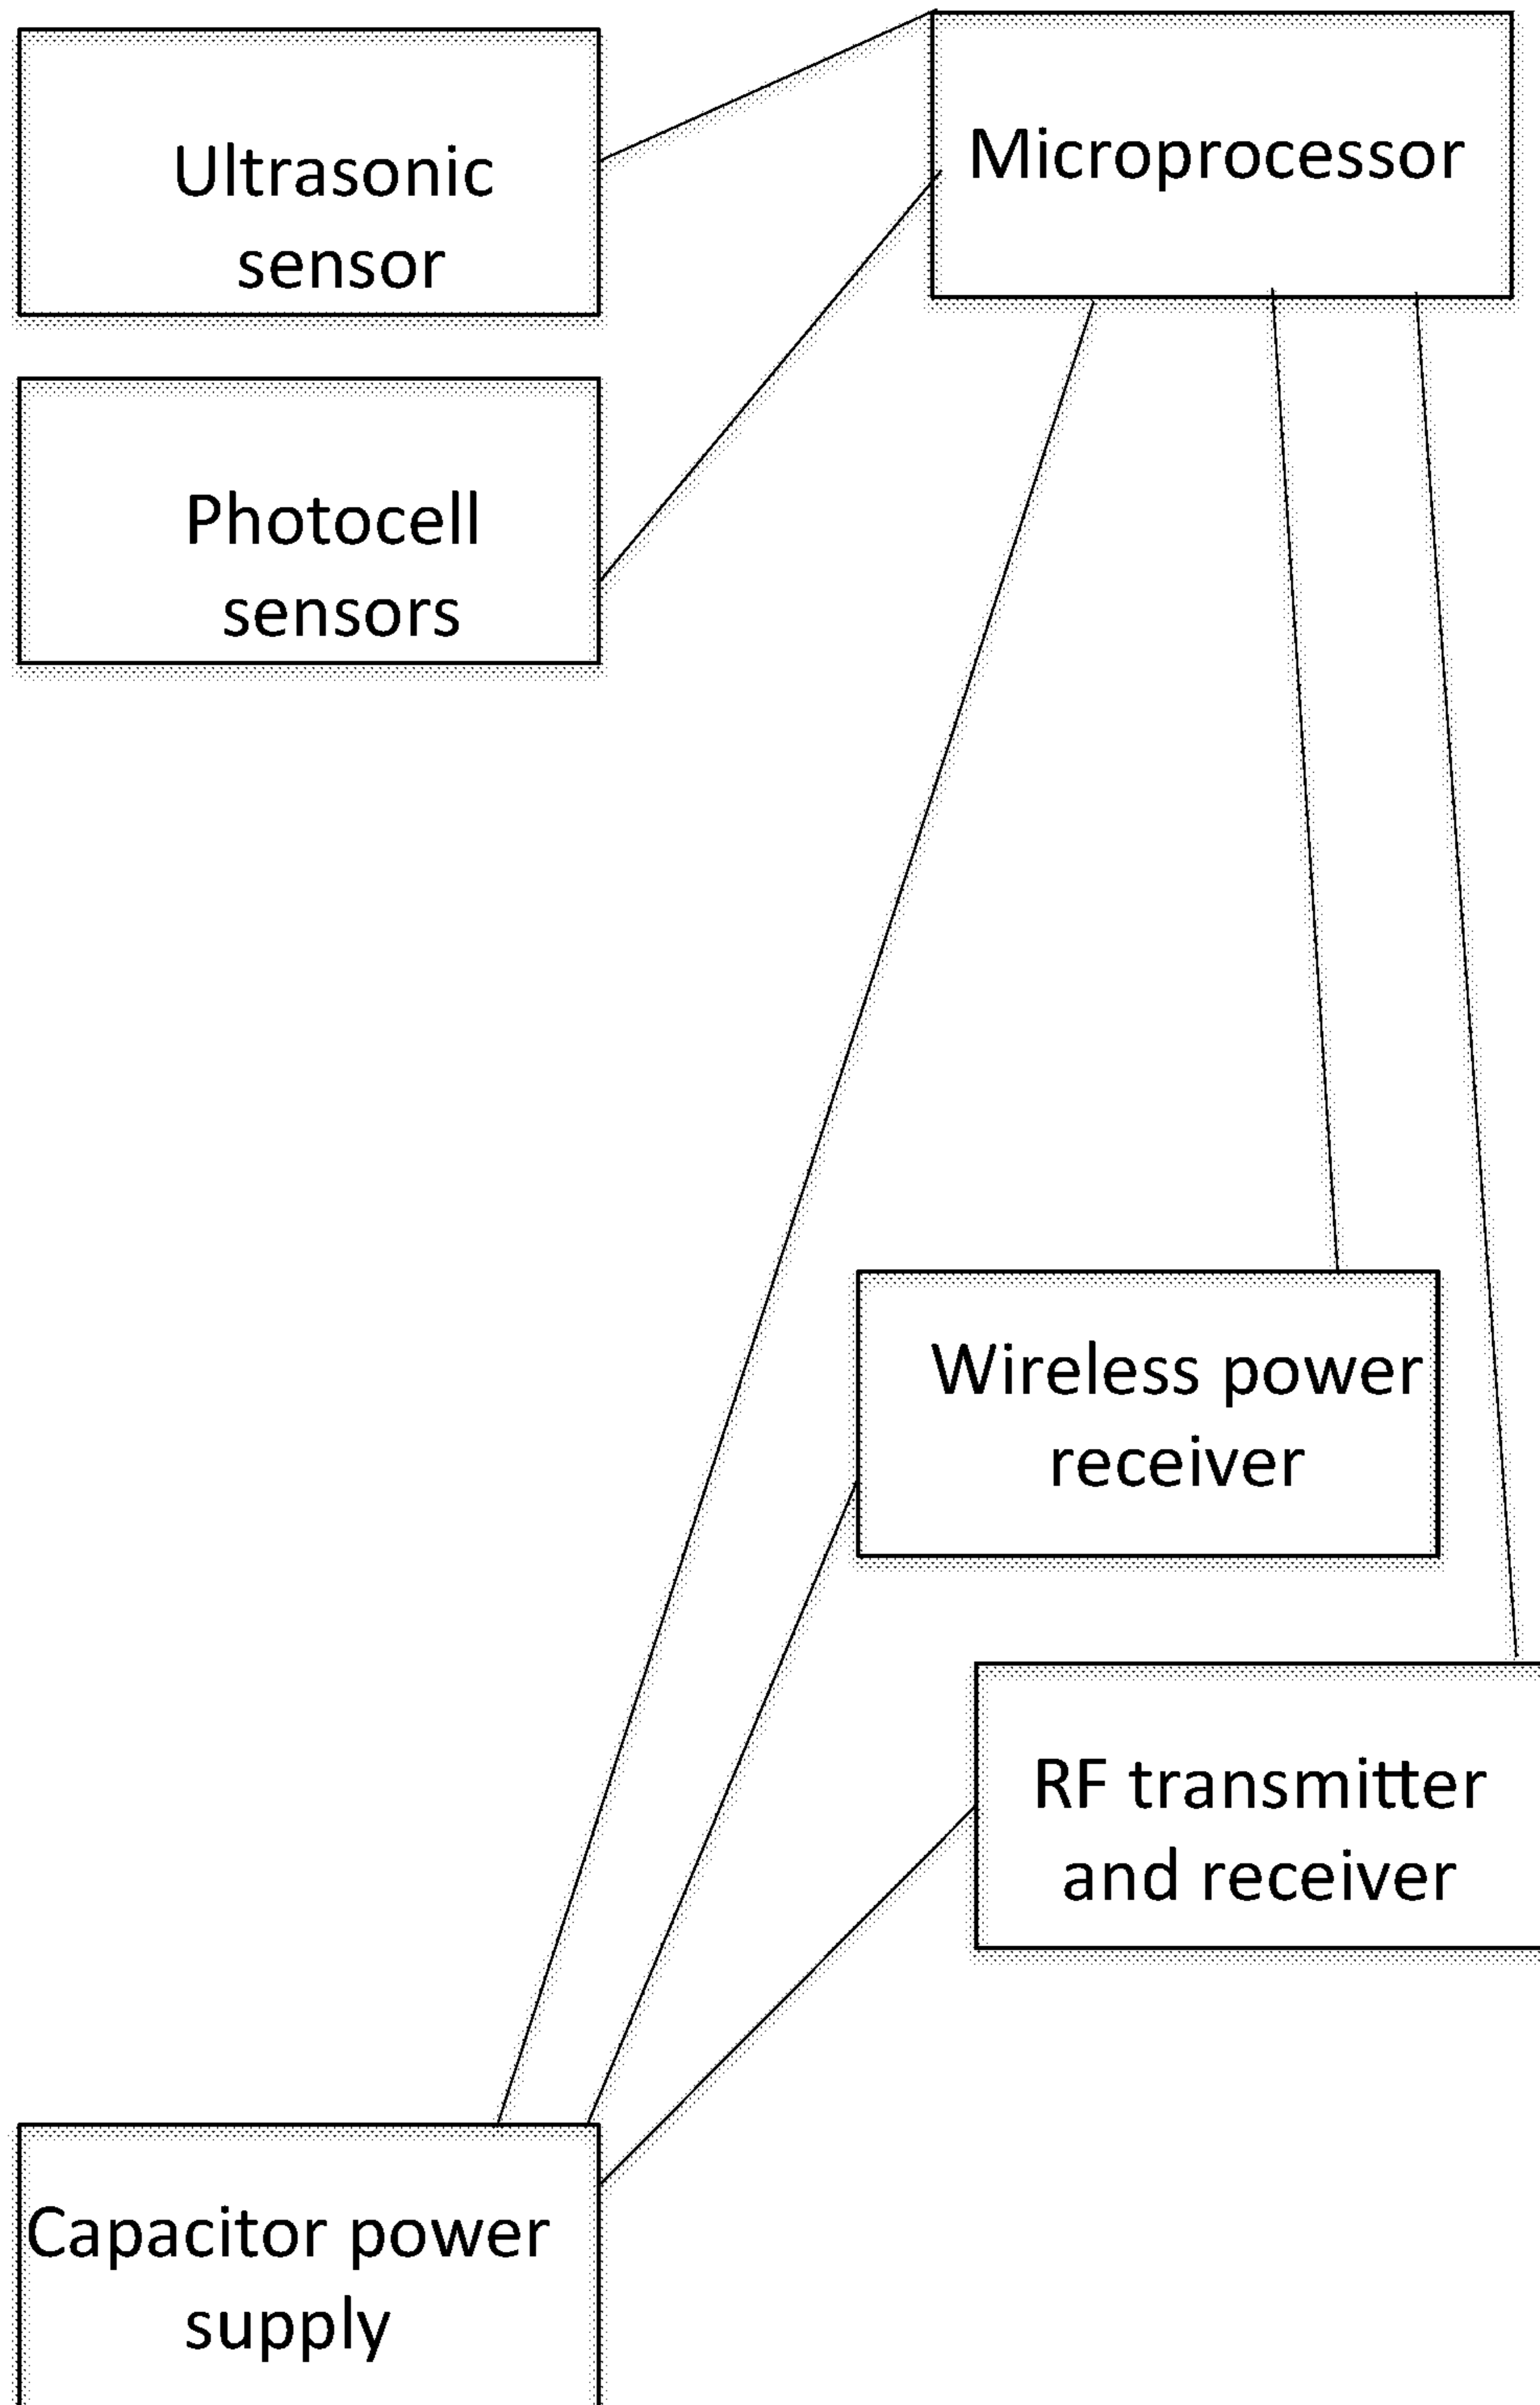 Ultrasonic
sensor
Microprocessor
Photocell
sensors
Wireless power
receiver
RF transmitter
and receiver
Capacitor power
supply